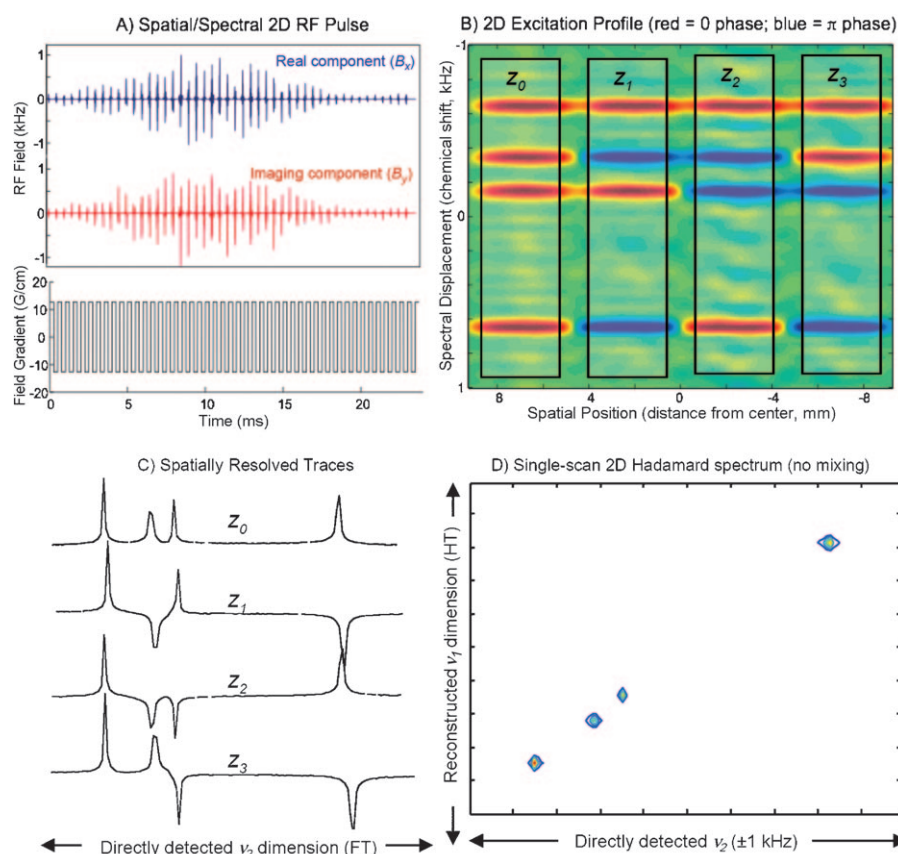 A) Spatial/Spectral 2D RF Pulse
RF Field (kHz)
1
0
-1
Real component (Bx)
Imaging component (By)
0
-1
Field Gradient (G/cm)
20
10
0
-10
-20
0
5
10
15
20
Time (ms)
B) 2D Excitation Profile (red = 0 phase; blue = π phase)
Spectral Displacement (chemical shift, kHz)
-1
0
1
z0
z1
z2
z3
8
4
0
-4
-8
Spatial Position (distance from center, mm)
C) Spatially Resolved Traces
z0
z1
z2
z3
Directly detected ν2 dimension (FT)
D) Single-scan 2D Hadamard spectrum (no mixing)
Reconstructed ν1 dimension (HT)
Directly detected ν2 (±1 kHz)